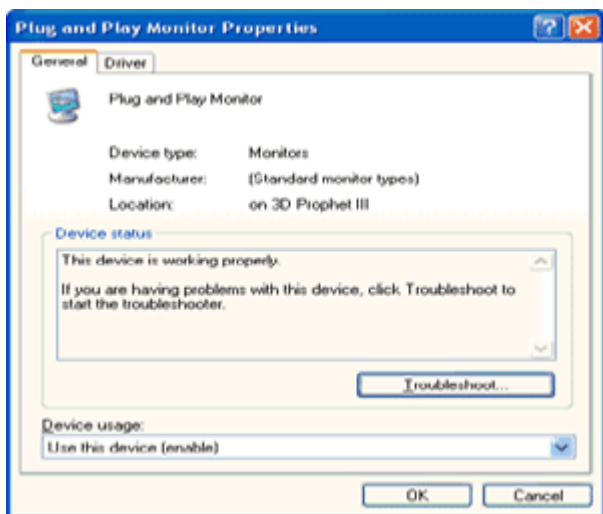 Plug and Play Monitor Properties
General Driver
Plug and Play Monitor
Device type: Monitors
Manufacturer: (Standard monitor types)
Location: on 3D Prophet III
Device status
This device is working properly.
If you are having problems with this device, click Troubleshoot to
start the troubleshooter.
Troubleshoot...
Device usage:
Use this device (enable)
OK Cancel